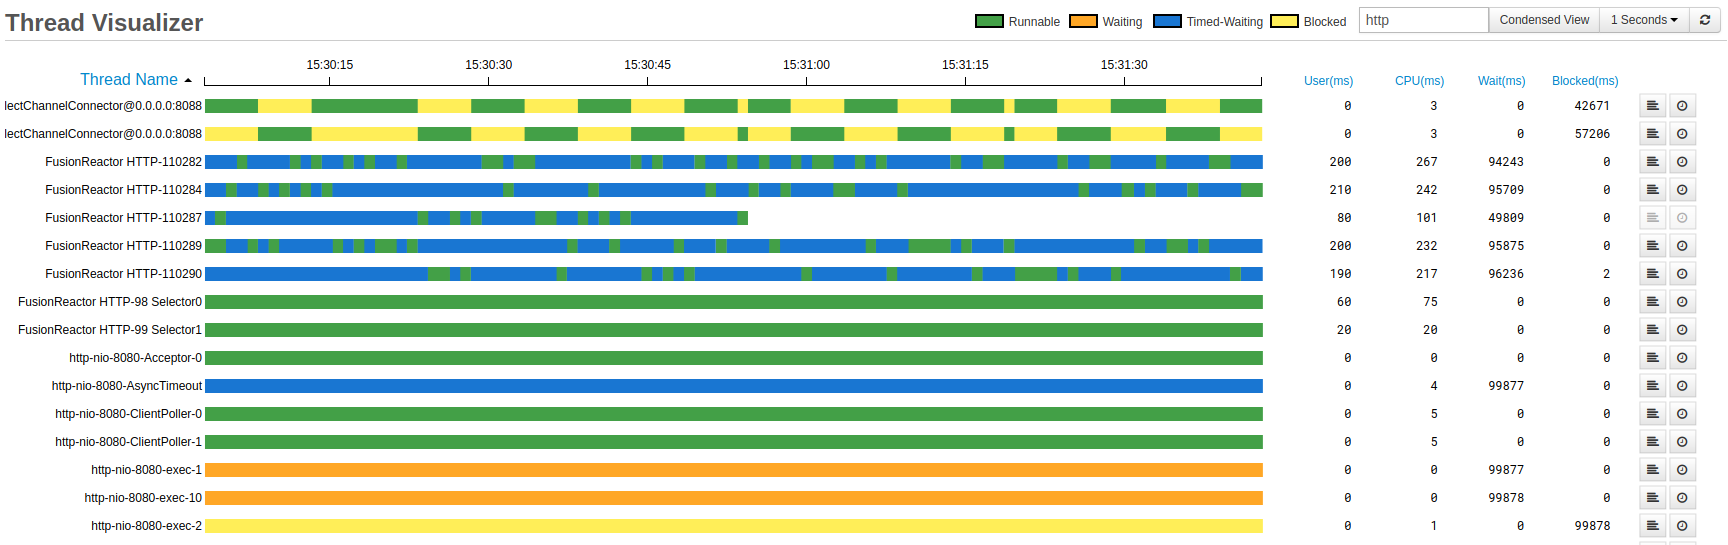 Thread Visualizer
Runnable Waiting Timed-Waiting Blocked http Condensed View 1 Seconds
15:30:15 15:30:30 15:30:45 15:31:00 15:31:15 15:31:30
Thread Name User(ms) CPU(ms) Wait(ms) Blocked(ms)
lectChannelConnector@0.0.0.0:8088 0 3 0 42671
lectChannelConnector@0.0.0.0:8088 0 3 0 57206
FusionReactor HTTP-110282 200 267 94243 0
FusionReactor HTTP-110284 210 242 95709 0
FusionReactor HTTP-110287 80 101 49809 0
FusionReactor HTTP-110289 200 232 95875 0
FusionReactor HTTP-110290 190 217 96236 2
FusionReactor HTTP-98 Selector0 60 75 0 0
FusionReactor HTTP-99 Selector1 20 20 0 0
http-nio-8080-Acceptor-0 0 0 0 0
http-nio-8080-AsyncTimeout 0 4 99877 0
http-nio-8080-ClientPoller-0 0 5 0 0
http-nio-8080-ClientPoller-1 0 5 0 0
http-nio-8080-exec-1 0 0 99877 0
http-nio-8080-exec-10 0 0 99878 0
http-nio-8080-exec-2 0 1 0 99878